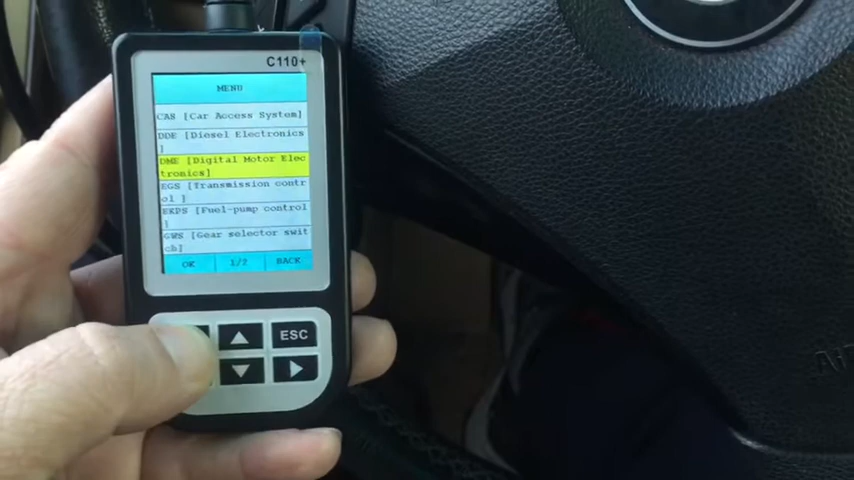 C110+
MENU
CAS [Car Access System]
DDE [Diesel Electronics
]
DME [Digital Motor Elec
tronics]
EGS [Transmission contr
ol ]
EKPS [Fuel-pump control
]
GWS [Gear selector swit
ch]
OK 1/2 BACK
ESC